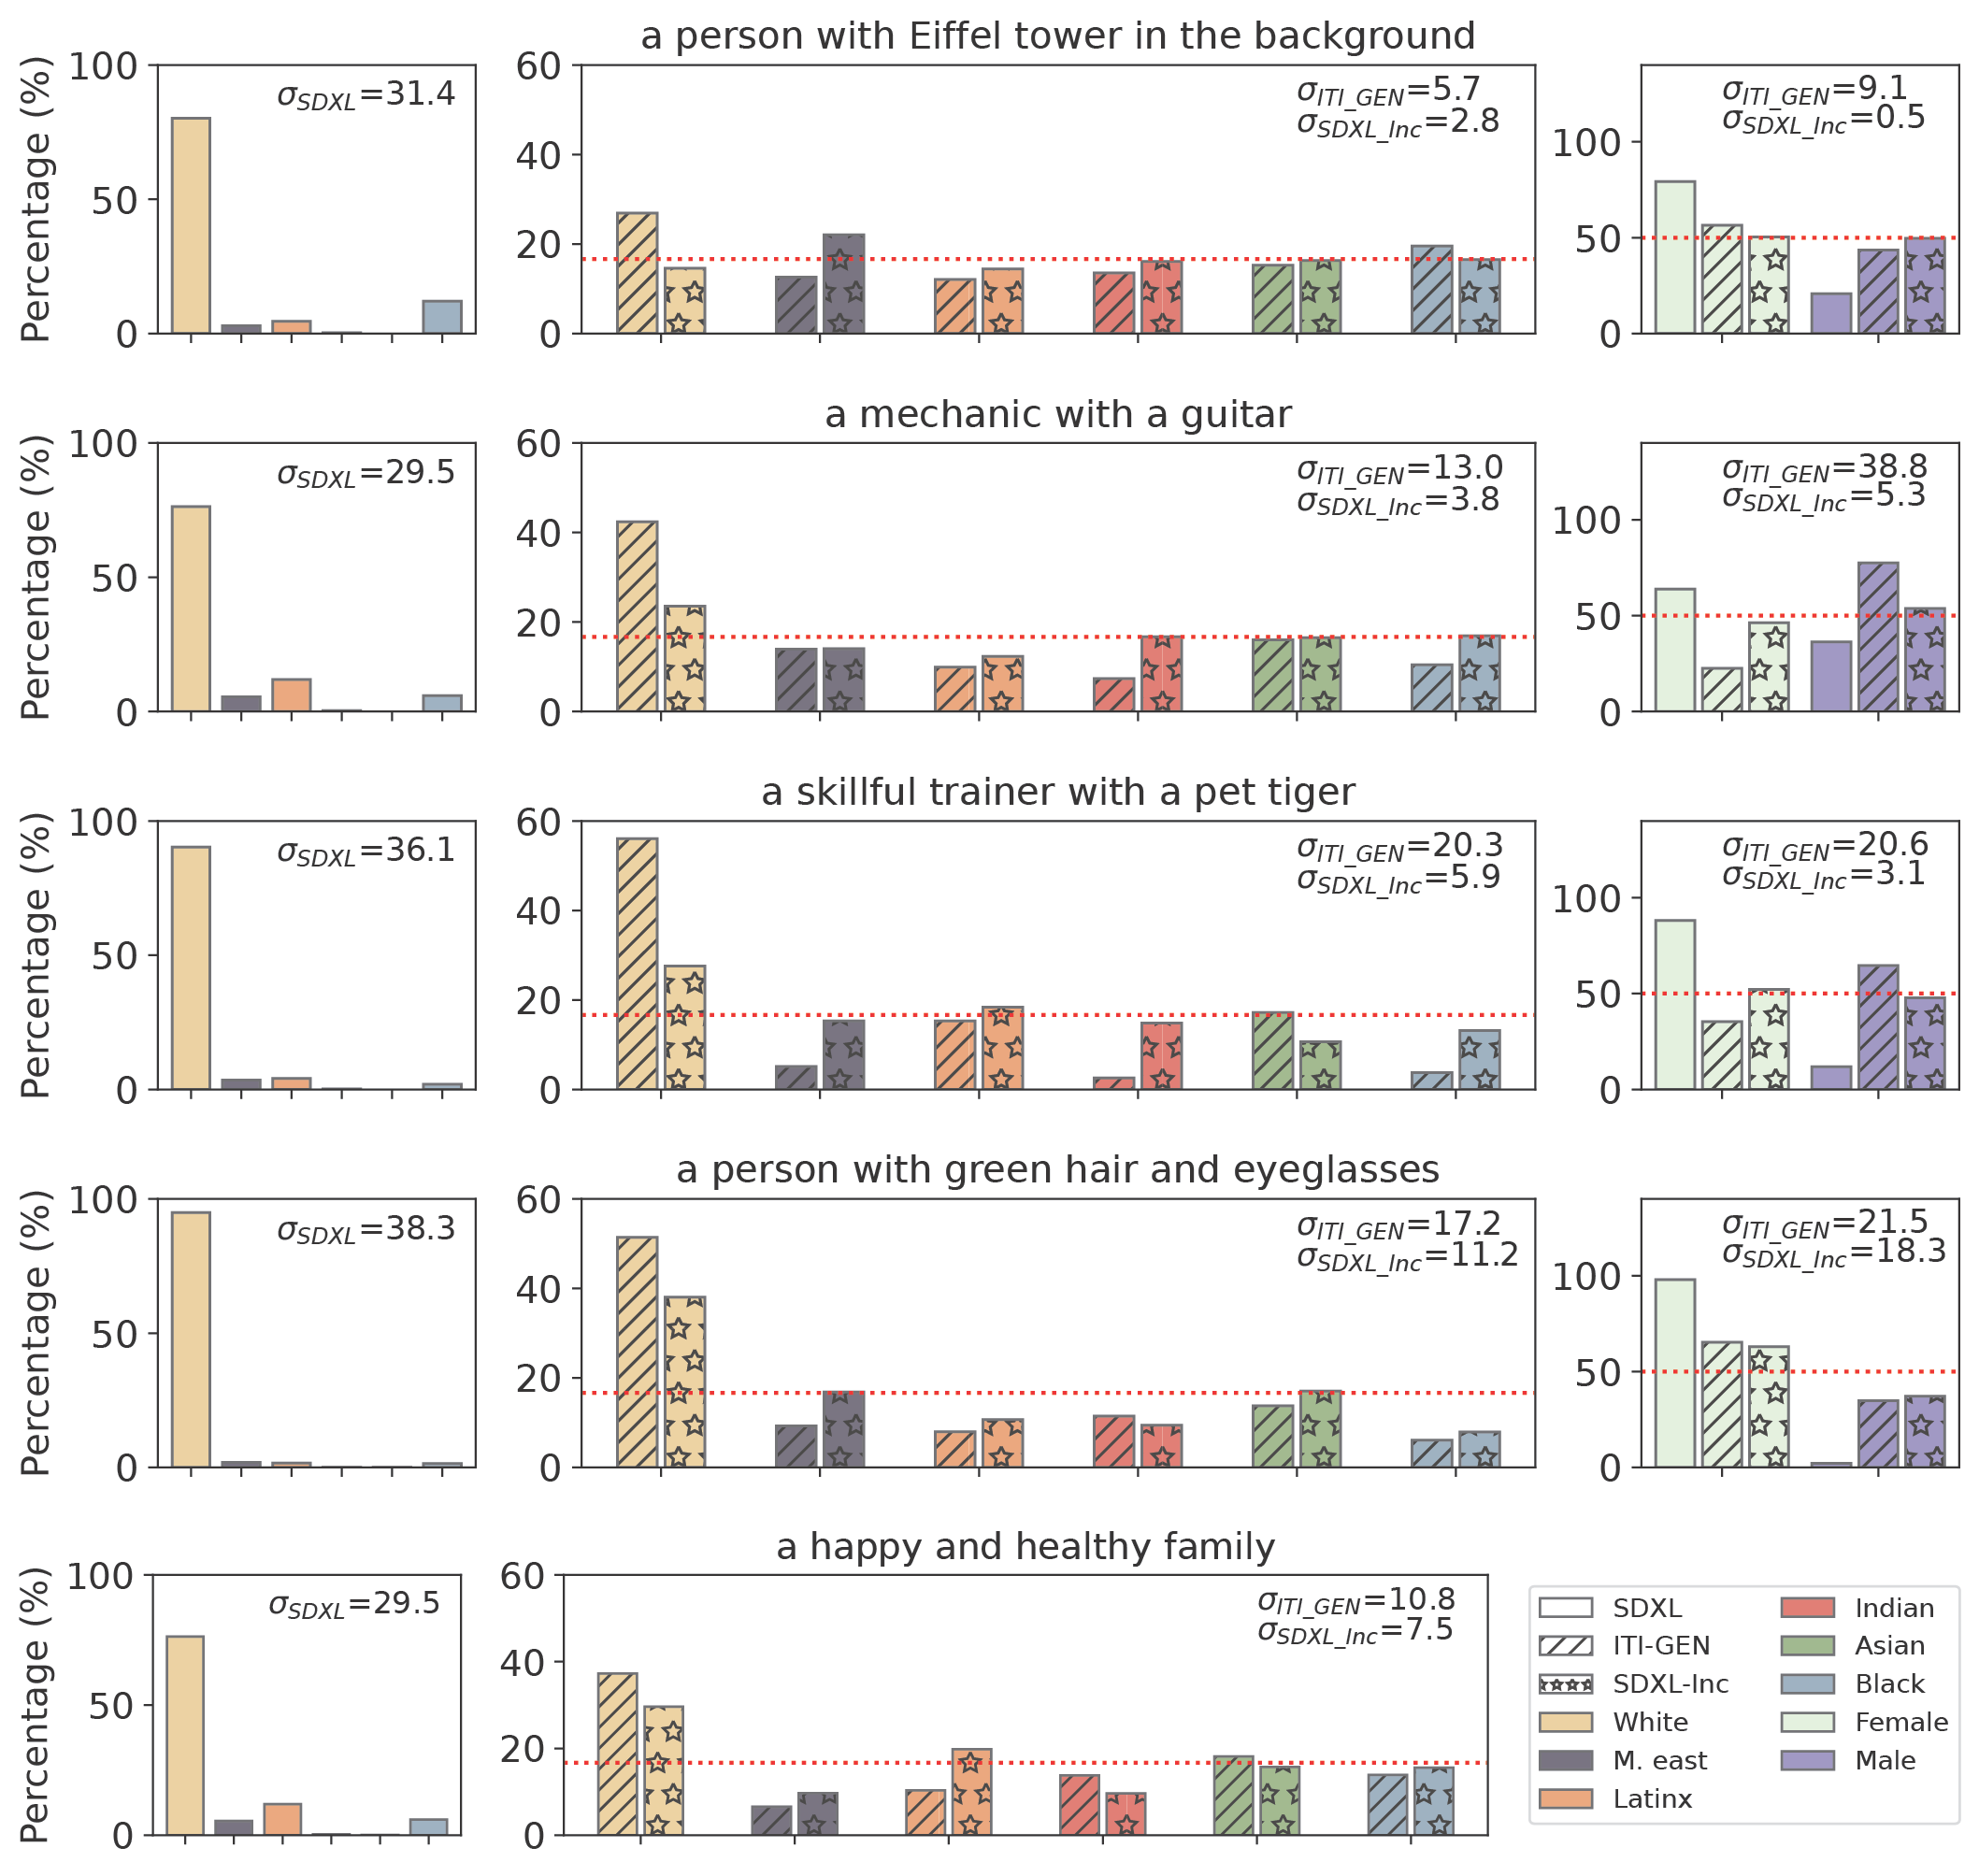 a person with Eiffel tower in the background
Percentage (%)
100
50
0
σSDXL=31.4
60
40
20
0
σITI_GEN=5.7
σSDXL_Inc=2.8
100
50
0
σITI_GEN=9.1
σSDXL_Inc=0.5
a mechanic with a guitar
Percentage (%)
100
50
0
σSDXL=29.5
60
40
20
0
σITI_GEN=13.0
σSDXL_Inc=3.8
100
50
0
σITI_GEN=38.8
σSDXL_Inc=5.3
a skillful trainer with a pet tiger
Percentage (%)
100
50
0
σSDXL=36.1
60
40
20
0
σITI_GEN=20.3
σSDXL_Inc=5.9
100
50
0
σITI_GEN=20.6
σSDXL_Inc=3.1
a person with green hair and eyeglasses
Percentage (%)
100
50
0
σSDXL=38.3
60
40
20
0
σITI_GEN=17.2
σSDXL_Inc=11.2
100
50
0
σITI_GEN=21.5
σSDXL_Inc=18.3
a happy and healthy family
Percentage (%)
100
50
0
σSDXL=29.5
60
40
20
0
σITI_GEN=10.8
σSDXL_Inc=7.5
SDXL
ITI-GEN
SDXL-Inc
White
M. east
Latinx
Indian
Asian
Black
Female
Male